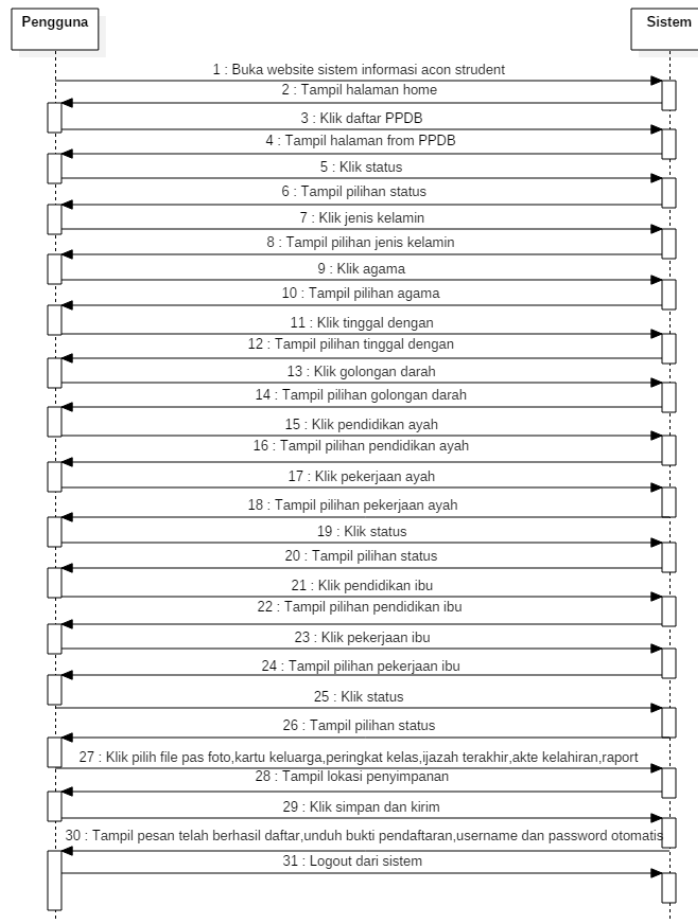 Pengguna
Sistem
1 : Buka website sistem informasi acon strudent
2 : Tampil halaman home
3 : Klik daftar PPDB
4 : Tampil halaman from PPDB
5 : Klik status
6 : Tampil pilihan status
7 : Klik jenis kelamin
8 : Tampil pilihan jenis kelamin
9 : Klik agama
10 : Tampil pilihan agama
11 : Klik tinggal dengan
12 : Tampil pilihan tinggal dengan
13 : Klik golongan darah
14 : Tampil pilihan golongan darah
15 : Klik pendidikan ayah
16 : Tampil pilihan pendidikan ayah
17 : Klik pekerjaan ayah
18 : Tampil pilihan pekerjaan ayah
19 : Klik status
20 : Tampil pilihan status
21 : Klik pendidikan ibu
22 : Tampil pilihan pendidikan ibu
23 : Klik pekerjaan ibu
24 : Tampil pilihan pekerjaan ibu
25 : Klik status
26 : Tampil pilihan status
27 : Klik pilih file pas foto,kartu keluarga,peringkat kelas,ijazah terakhir,akte kelahiran,raport
28 : Tampil lokasi penyimpanan
29 : Klik simpan dan kirim
30 : Tampil pesan telah berhasil daftar,unduh bukti pendaftaran,username dan password otomatis
31 : Logout dari sistem